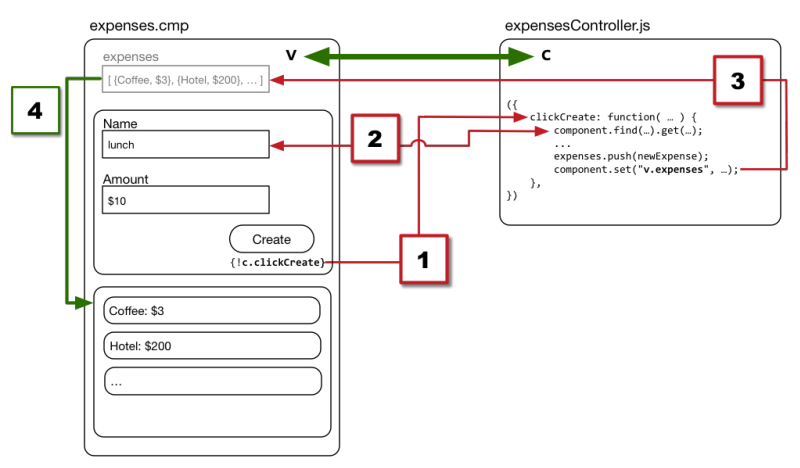 expenses.cmp
expensesController.js
V
C
expenses
[ {Coffee, $3}, {Hotel, $200}, … ]
3
4
({
clickCreate: function( … ) {
component.find(…).get(…);
...
expenses.push(newExpense);
component.set("v.expenses", …);
},
})
Name
lunch
2
Amount
$10
Create
{!c.clickCreate}
1
Coffee: $3
Hotel: $200
…